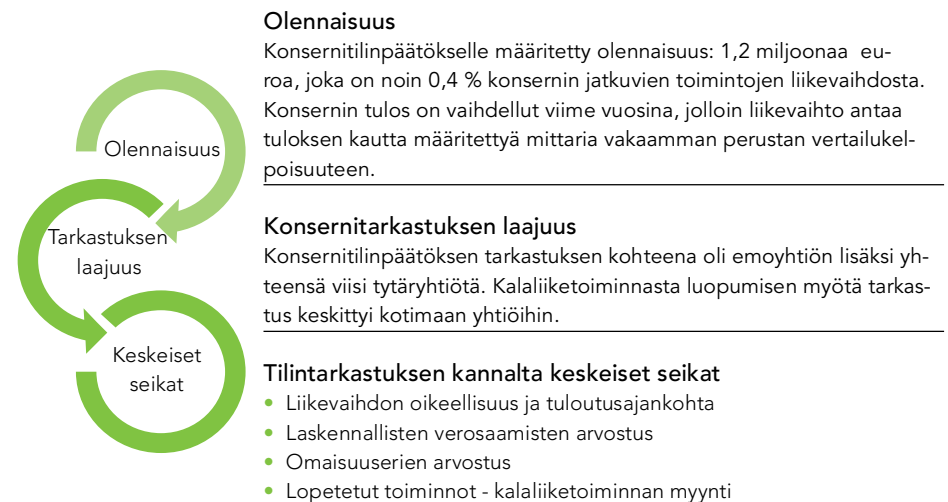 Olennaisuus
Tarkastuksen
laajuus
Keskeiset
seikat
Olennaisuus
Konsernitilinpäätökselle määritetty olennaisuus: 1,2 miljoonaa eu-
roa, joka on noin 0,4 % konsernin jatkuvien toimintojen liikevaihdosta.
Konsernin tulos on vaihdellut viime vuosina, jolloin liikevaihto antaa
tuloksen kautta määritettyä mittaria vakaamman perustan vertailukel-
poisuuteen.
Konsernitarkastuksen laajuus
Konsernitilinpäätöksen tarkastuksen kohteena oli emoyhtiön lisäksi yh-
teensä viisi tytäryhtiötä. Kalaliiketoiminnasta luopumisen myötä tarkas-
tus keskittyi kotimaan yhtiöihin.
Tilintarkastuksen kannalta keskeiset seikat
• Liikevaihdon oikeellisuus ja tuloutusajankohta
• Laskennallisten verosaamisten arvostus
• Omaisuuserien arvostus
• Lopetetut toiminnot - kalaliiketoiminnan myynti